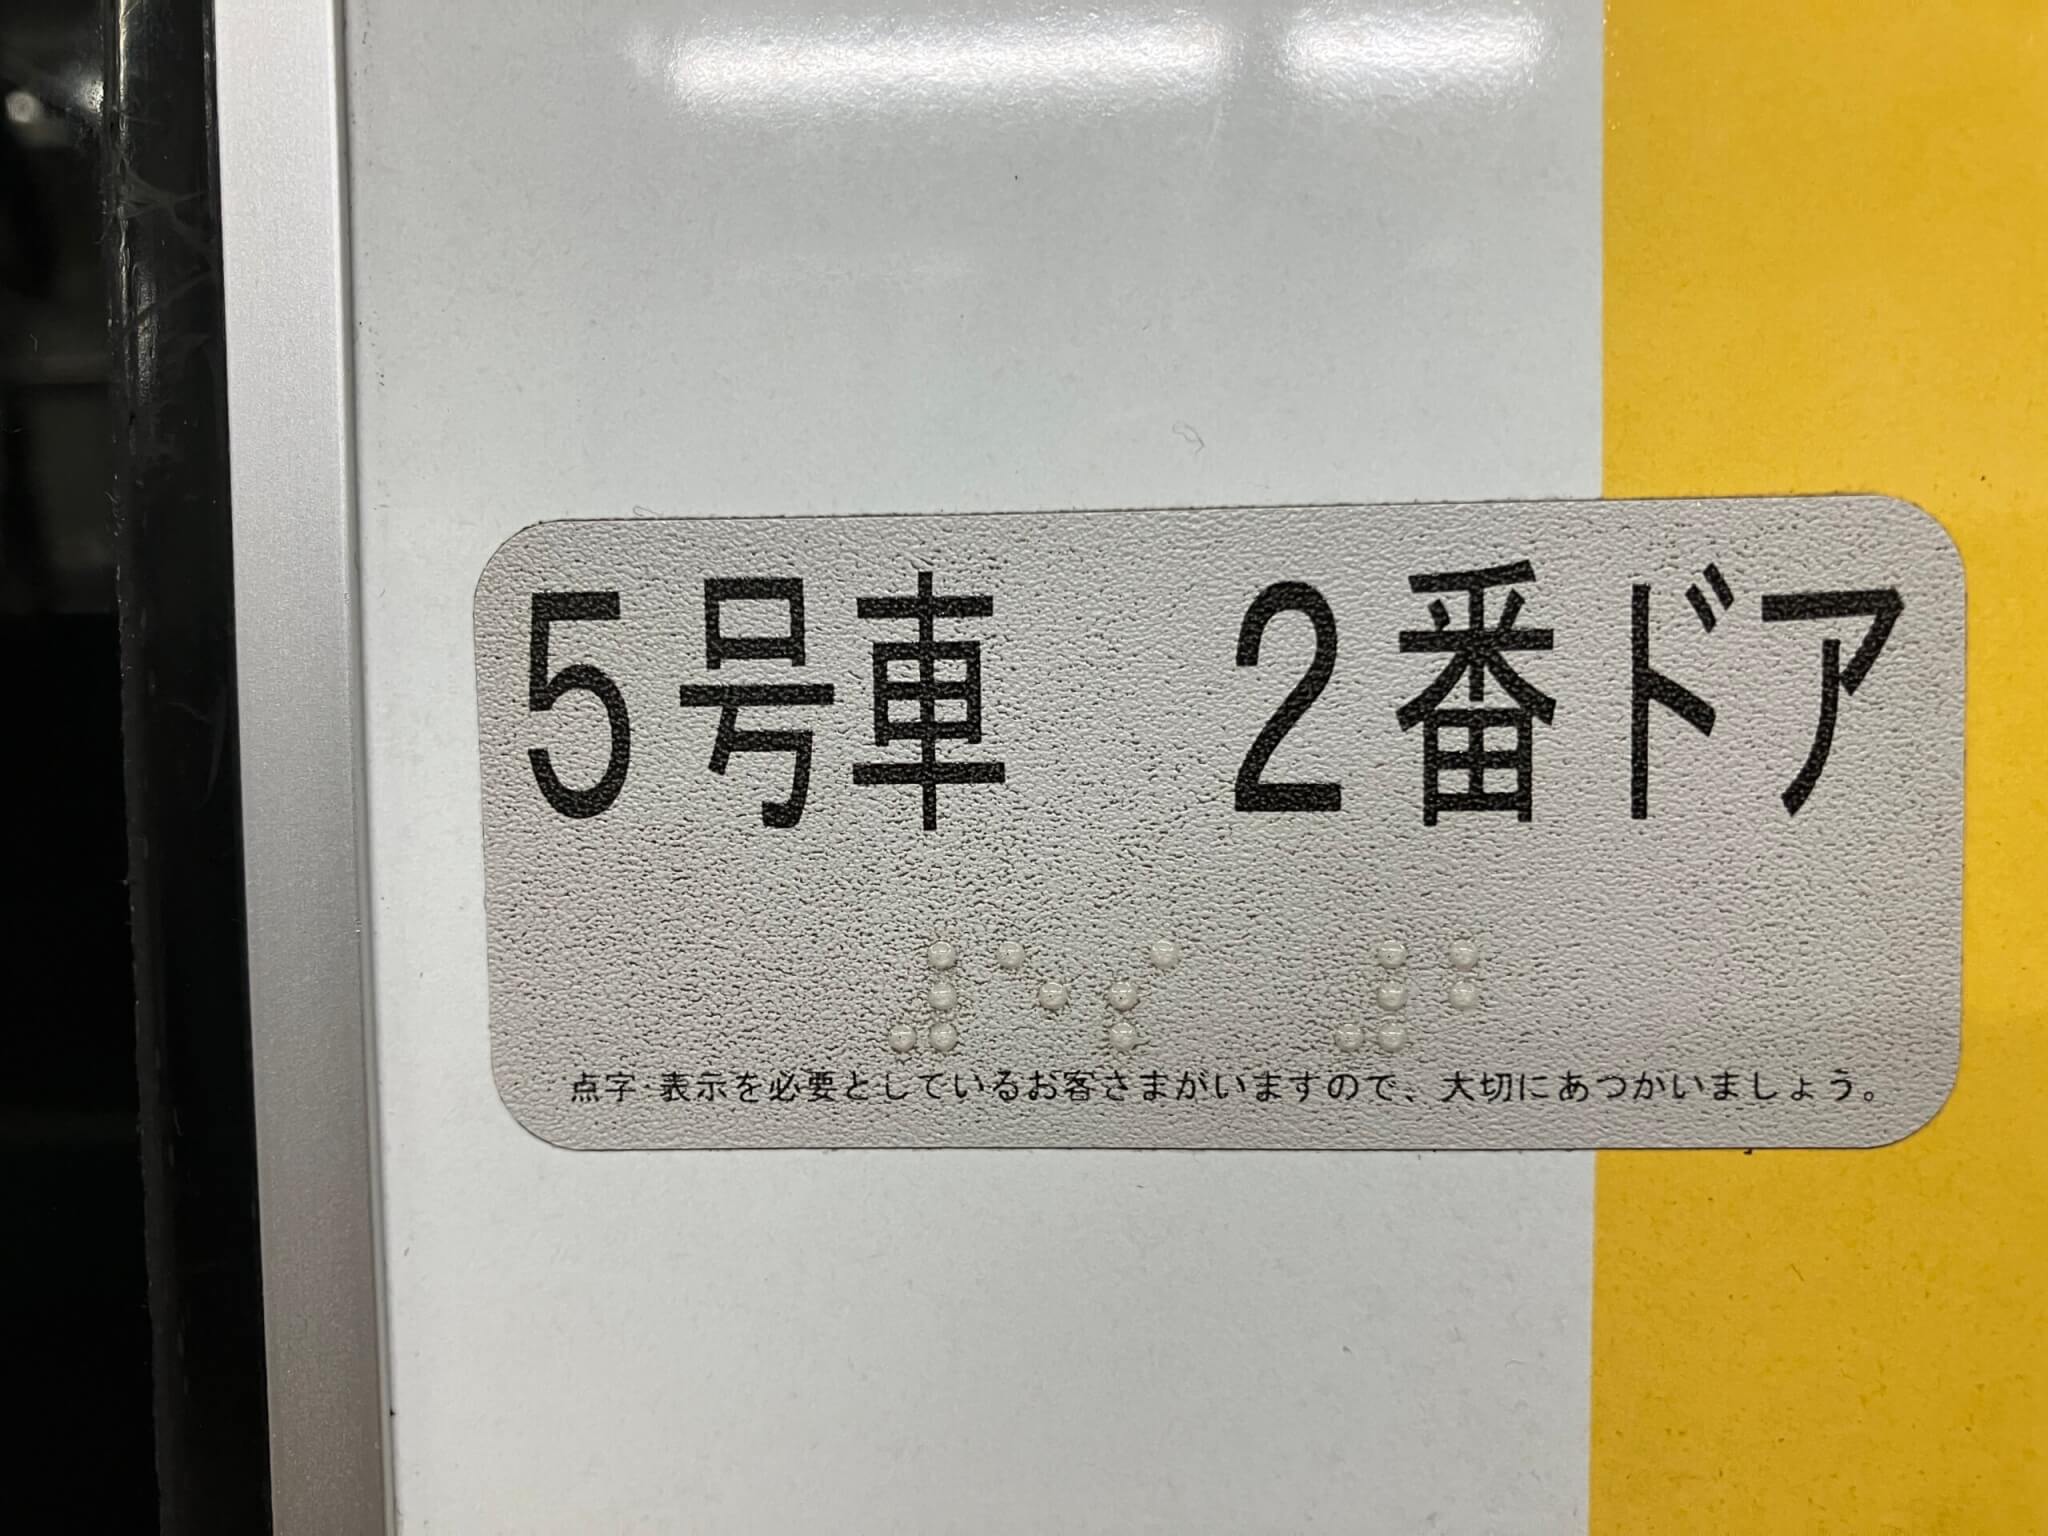 5号車 2番ドア
⠼⠑⠔ ⠼⠃
点字表示を必要としているお客さまがいますので、大切にあつかいましょう。